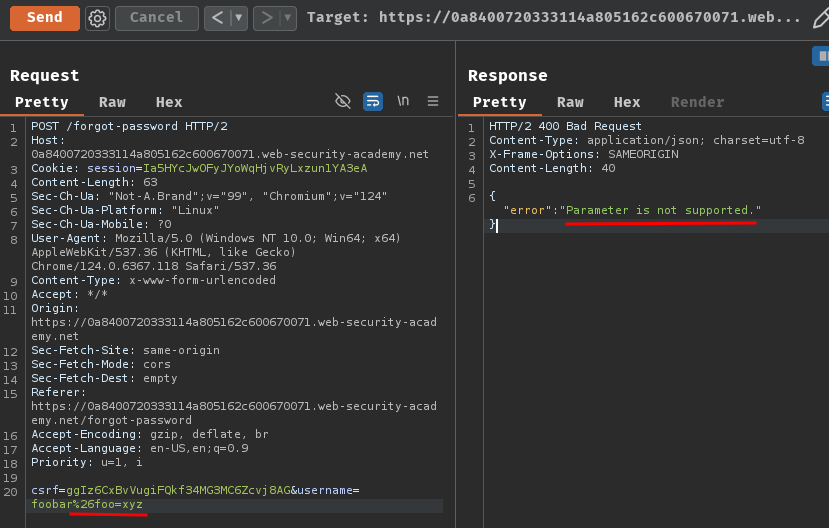 Send Cancel < ▼ > ▼ Target: https://0a8400720333114a805162c600670071.web...
Request
Pretty Raw Hex \n
1 POST /forgot-password HTTP/2
2 Host:
0a8400720333114a805162c600670071.web-security-academy.net
3 Cookie: session=Ia5HYcJwOFyJYoWqHjvRyLxzun1YA3eA
4 Content-Length: 63
5 Sec-Ch-Ua: "Not-A.Brand";v="99", "Chromium";v="124"
6 Sec-Ch-Ua-Platform: "Linux"
7 Sec-Ch-Ua-Mobile: ?0
8 User-Agent: Mozilla/5.0 (Windows NT 10.0; Win64; x64)
AppleWebKit/537.36 (KHTML, like Gecko)
Chrome/124.0.6367.118 Safari/537.36
9 Content-Type: x-www-form-urlencoded
10 Accept: */*
11 Origin:
https://0a8400720333114a805162c600670071.web-security-acad
emy.net
12 Sec-Fetch-Site: same-origin
13 Sec-Fetch-Mode: cors
14 Sec-Fetch-Dest: empty
15 Referer:
https://0a8400720333114a805162c600670071.web-security-acad
emy.net/forgot-password
16 Accept-Encoding: gzip, deflate, br
17 Accept-Language: en-US,en;q=0.9
18 Priority: u=1, i
19
20 csrf=ggIz6CxBvVugiFQkf34MG3MC6Zcvj8AG&username=
foobar%26foo=xyz
Response
Pretty Raw Hex Render
1 HTTP/2 400 Bad Request
2 Content-Type: application/json; charset=utf-8
3 X-Frame-Options: SAMEORIGIN
4 Content-Length: 40
5
6 {
"error":"Parameter is not supported."
}